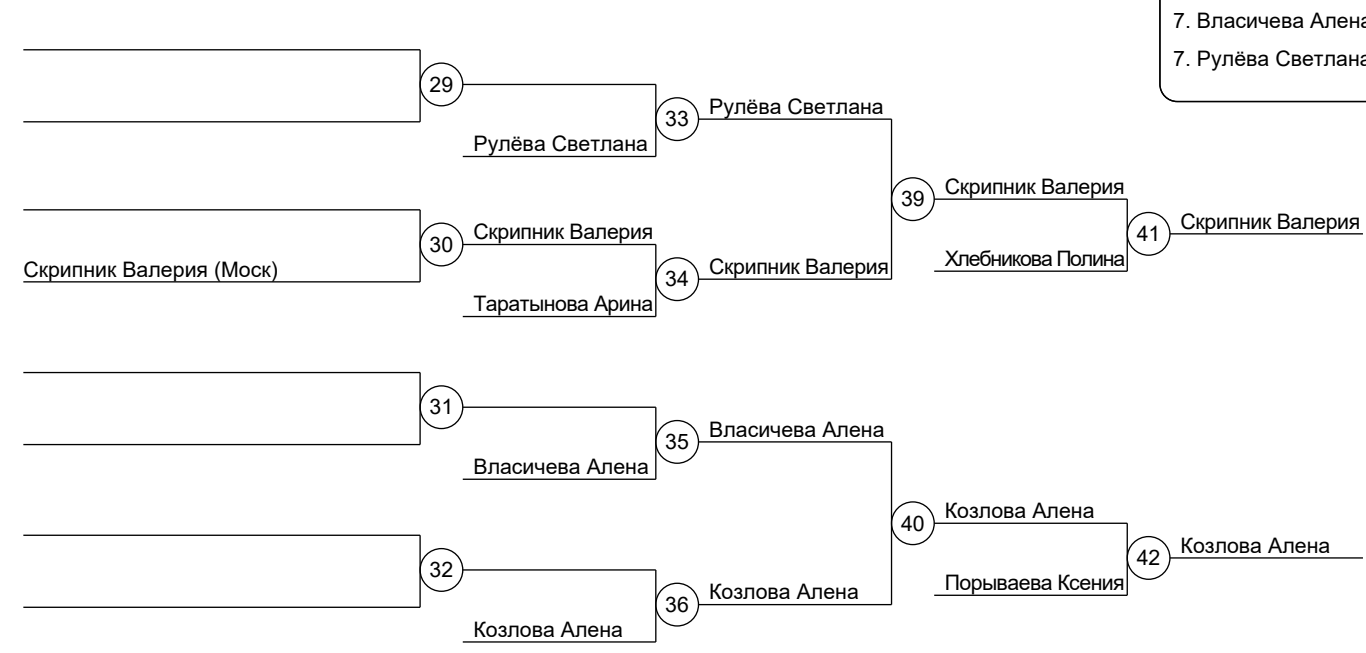 7. Власичева Алена
7. Рулёва Светлана
29
33
Рулёва Светлана
Рулёва Светлана
39
Скрипник Валерия
30
Скрипник Валерия
41
Скрипник Валерия
Скрипник Валерия (Моск)
34
Скрипник Валерия
Хлебникова Полина
Таратынова Арина
31
35
Власичева Алена
Власичева Алена
40
Козлова Алена
32
42
Козлова Алена
36
Козлова Алена
Порываева Ксения
Козлова Алена